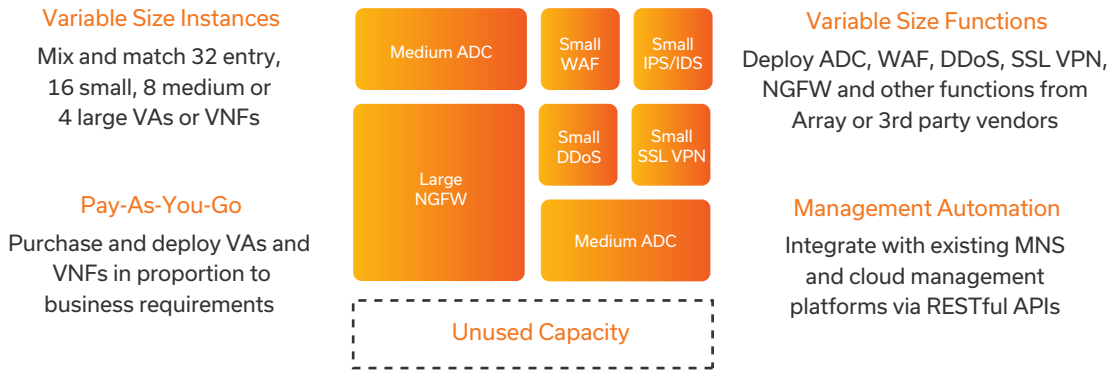 Variable Size Instances
Mix and match 32 entry,
16 small, 8 medium or
4 large VAs or VNFs
Pay-As-You-Go
Purchase and deploy VAs and
VNFs in proportion to
business requirements
Medium ADC
Small
WAF
Small
IPS/IDS
Large
NGFW
Small
DDoS
Small
SSL VPN
Medium ADC
Unused Capacity
Variable Size Functions
Deploy ADC, WAF, DDoS, SSL VPN,
NGFW and other functions from
Array or 3rd party vendors
Management Automation
Integrate with existing MNS
and cloud management
platforms via RESTful APIs